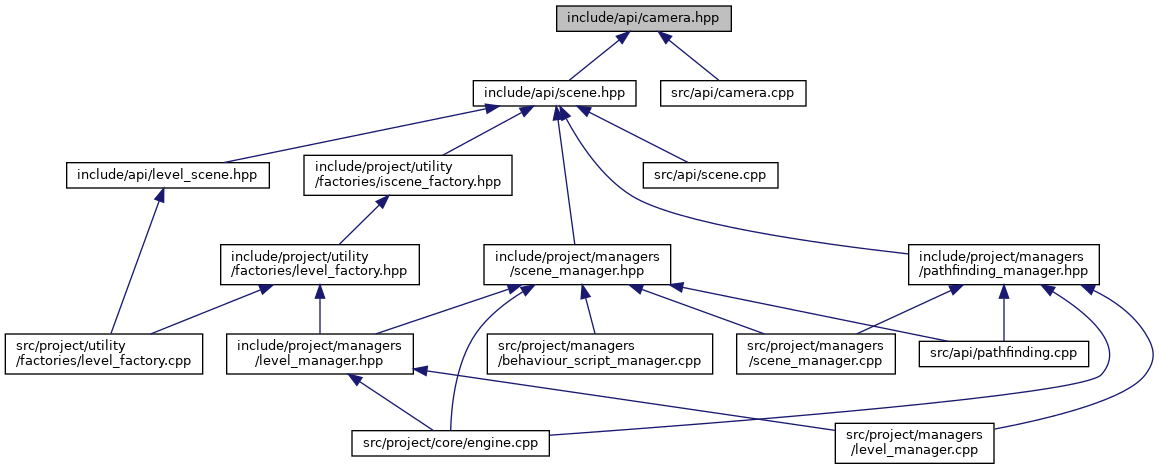 include/api/camera.hpp
include/api/scene.hpp
src/api/camera.cpp
include/api/level_scene.hpp
include/project/utility
/factories/iscene_factory.hpp
src/api/scene.cpp
include/project/utility
/factories/level_factory.hpp
include/project/managers
/scene_manager.hpp
include/project/managers
/pathfinding_manager.hpp
src/project/utility
/factories/level_factory.cpp
include/project/managers
/level_manager.hpp
src/project/managers
/behaviour_script_manager.cpp
src/project/managers
/scene_manager.cpp
src/api/pathfinding.cpp
src/project/core/engine.cpp
src/project/managers
/level_manager.cpp